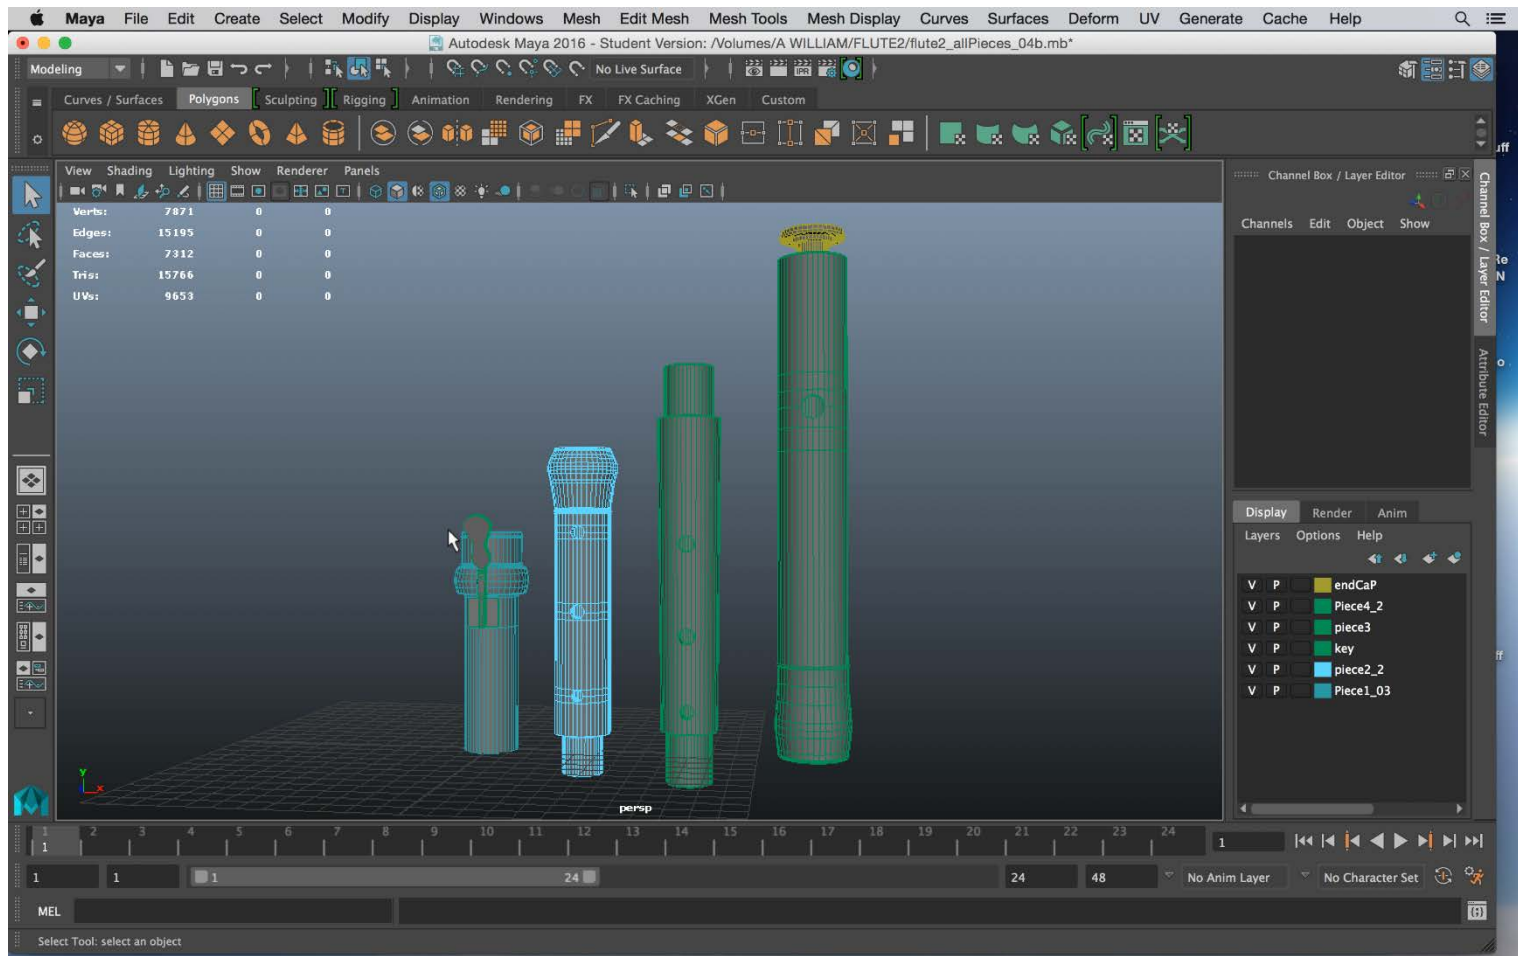 Maya File Edit Create Select Modify Display Windows Mesh Edit Mesh Mesh Tools Mesh Display Curves Surfaces Deform UV Generate Cache Help
Autodesk Maya 2016 - Student Version: /Volumes/A WILLIAM/FLUTE2/flute2_allPieces_04b.mb*
Modeling
No Live Surface
IPR
Curves / Surfaces Polygons Sculpting Rigging Animation Rendering FX FX Caching XGen Custom
View Shading Lighting Show Renderer Panels
Verts: 7871 0 0
Edges: 15195 0 0
Faces: 7312 0 0
Tris: 15766 0 0
UVs: 9653 0 0
y
x
persp
Channel Box / Layer Editor
Channels Edit Object Show
Channel Box / Layer Editor
Attribute Editor
Display Render Anim
Layers Options Help
V P endCaP
V P Piece4_2
V P piece3
V P key
V P piece2_2
V P Piece1_03
1 2 3 4 5 6 7 8 9 10 11 12 13 14 15 16 17 18 19 20 21 22 23 24
1
1
1 1 1 24 24 48 No Anim Layer No Character Set
MEL
Select Tool: select an object
uff
Re
N
o
ff